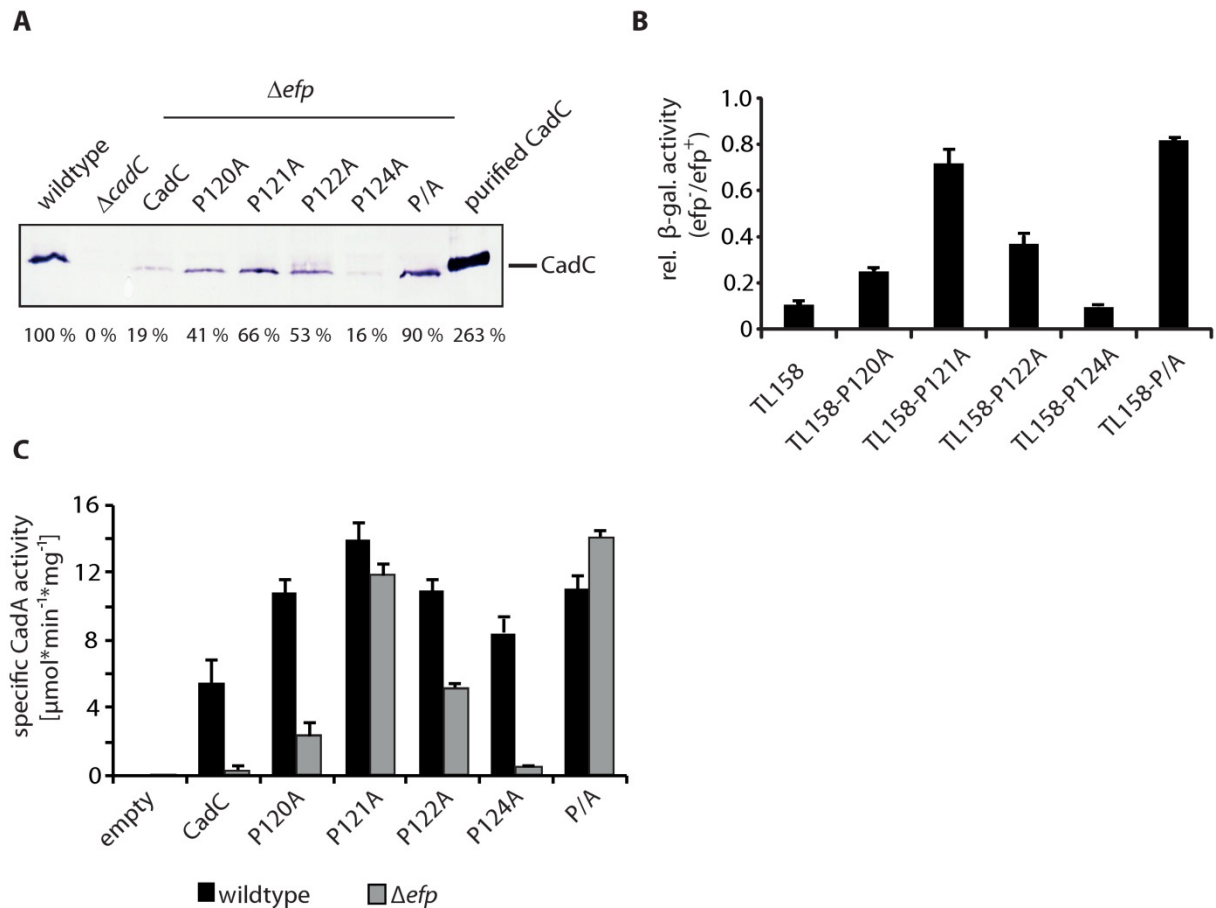 A
Δefp
wildtype
ΔcadC
CadC
P120A
P121A
P122A
P124A
P/A
purified CadC
CadC
100 % 0 % 19 % 41 % 66 % 53 % 16 % 90 % 263 %
B
rel. β-gal. activity
(efp⁻/efp⁺)
1.0
0.8
0.6
0.4
0.2
0
TL158
TL158-P120A
TL158-P121A
TL158-P122A
TL158-P124A
TL158-P/A
C
specific CadA activity
[µmol*min⁻¹*mg⁻¹]
16
12
8
4
0
empty
CadC
P120A
P121A
P122A
P124A
P/A
wildtype
Δefp